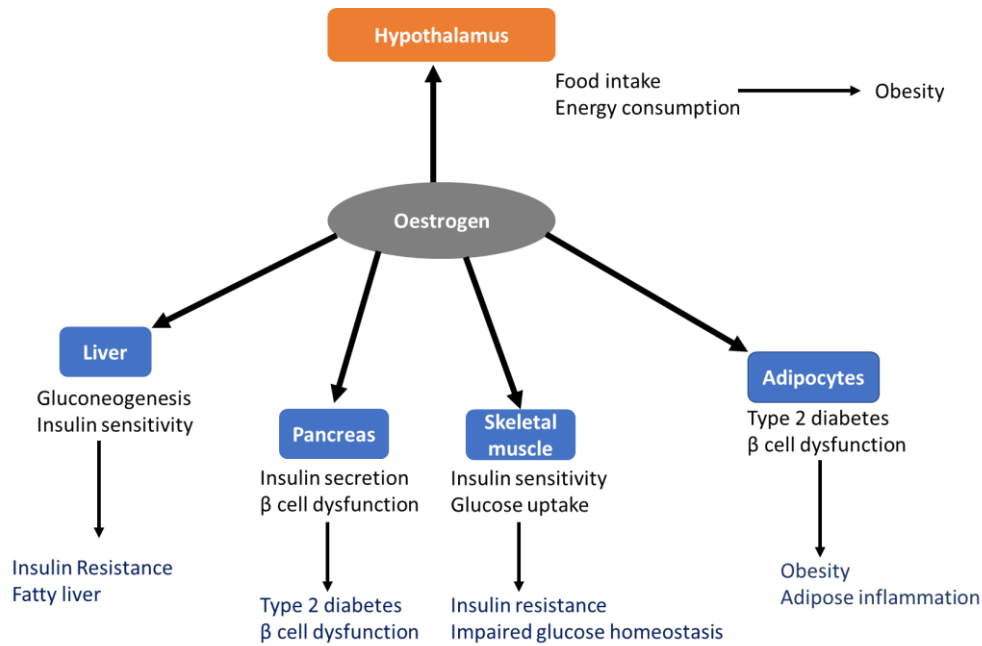 Hypothalamus
Food intake
Energy consumption
Obesity
Oestrogen
Liver
Gluconeogenesis
Insulin sensitivity
Insulin Resistance
Fatty liver
Pancreas
Insulin secretion
β cell dysfunction
Type 2 diabetes
β cell dysfunction
Skeletal
muscle
Insulin sensitivity
Glucose uptake
Insulin resistance
Impaired glucose homeostasis
Adipocytes
Type 2 diabetes
β cell dysfunction
Obesity
Adipose inflammation